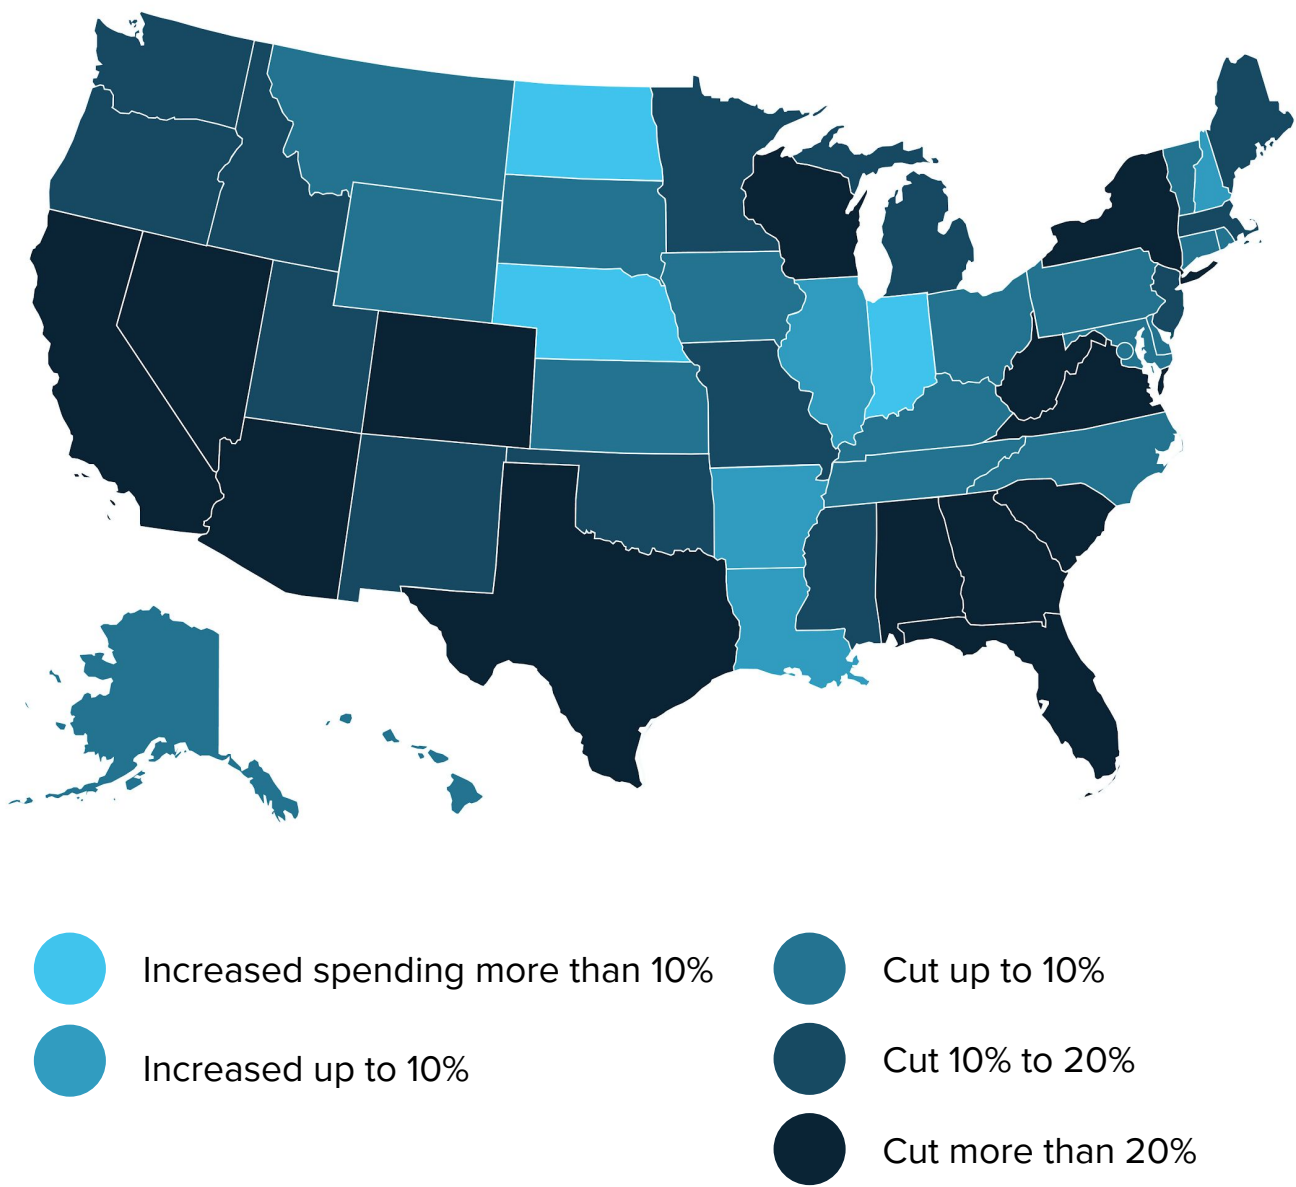 Increased spending more than 10%
Increased up to 10%
Cut up to 10%
Cut 10% to 20%
Cut more than 20%